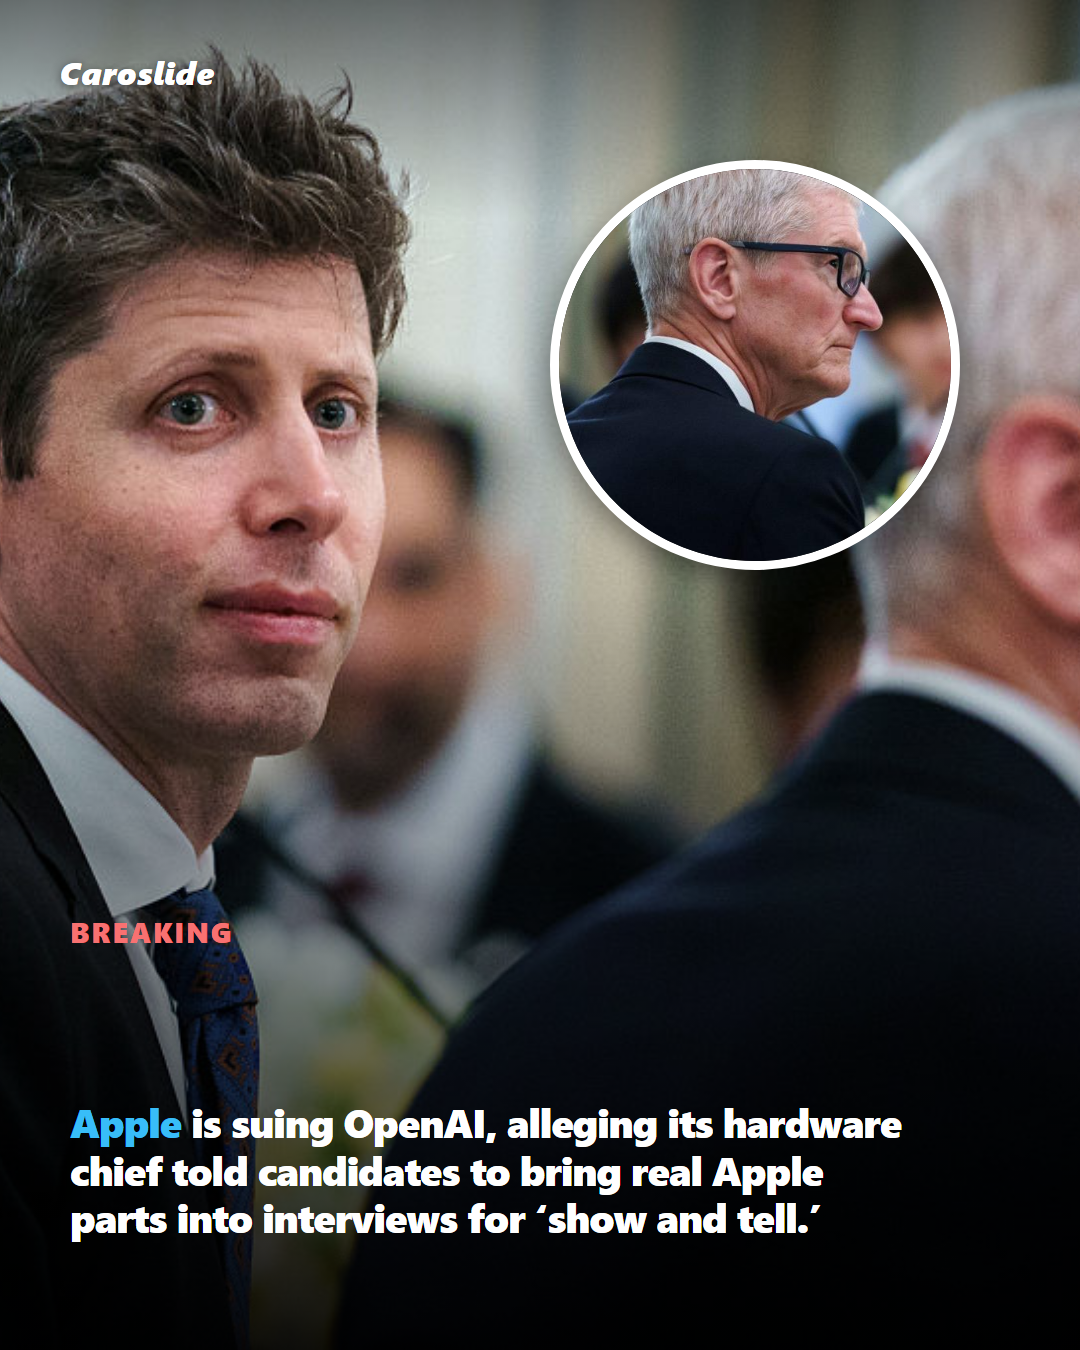 Caroslide
BREAKING
Apple is suing OpenAI, alleging its hardware
chief told candidates to bring real Apple
parts into interviews for ‘show and tell.’